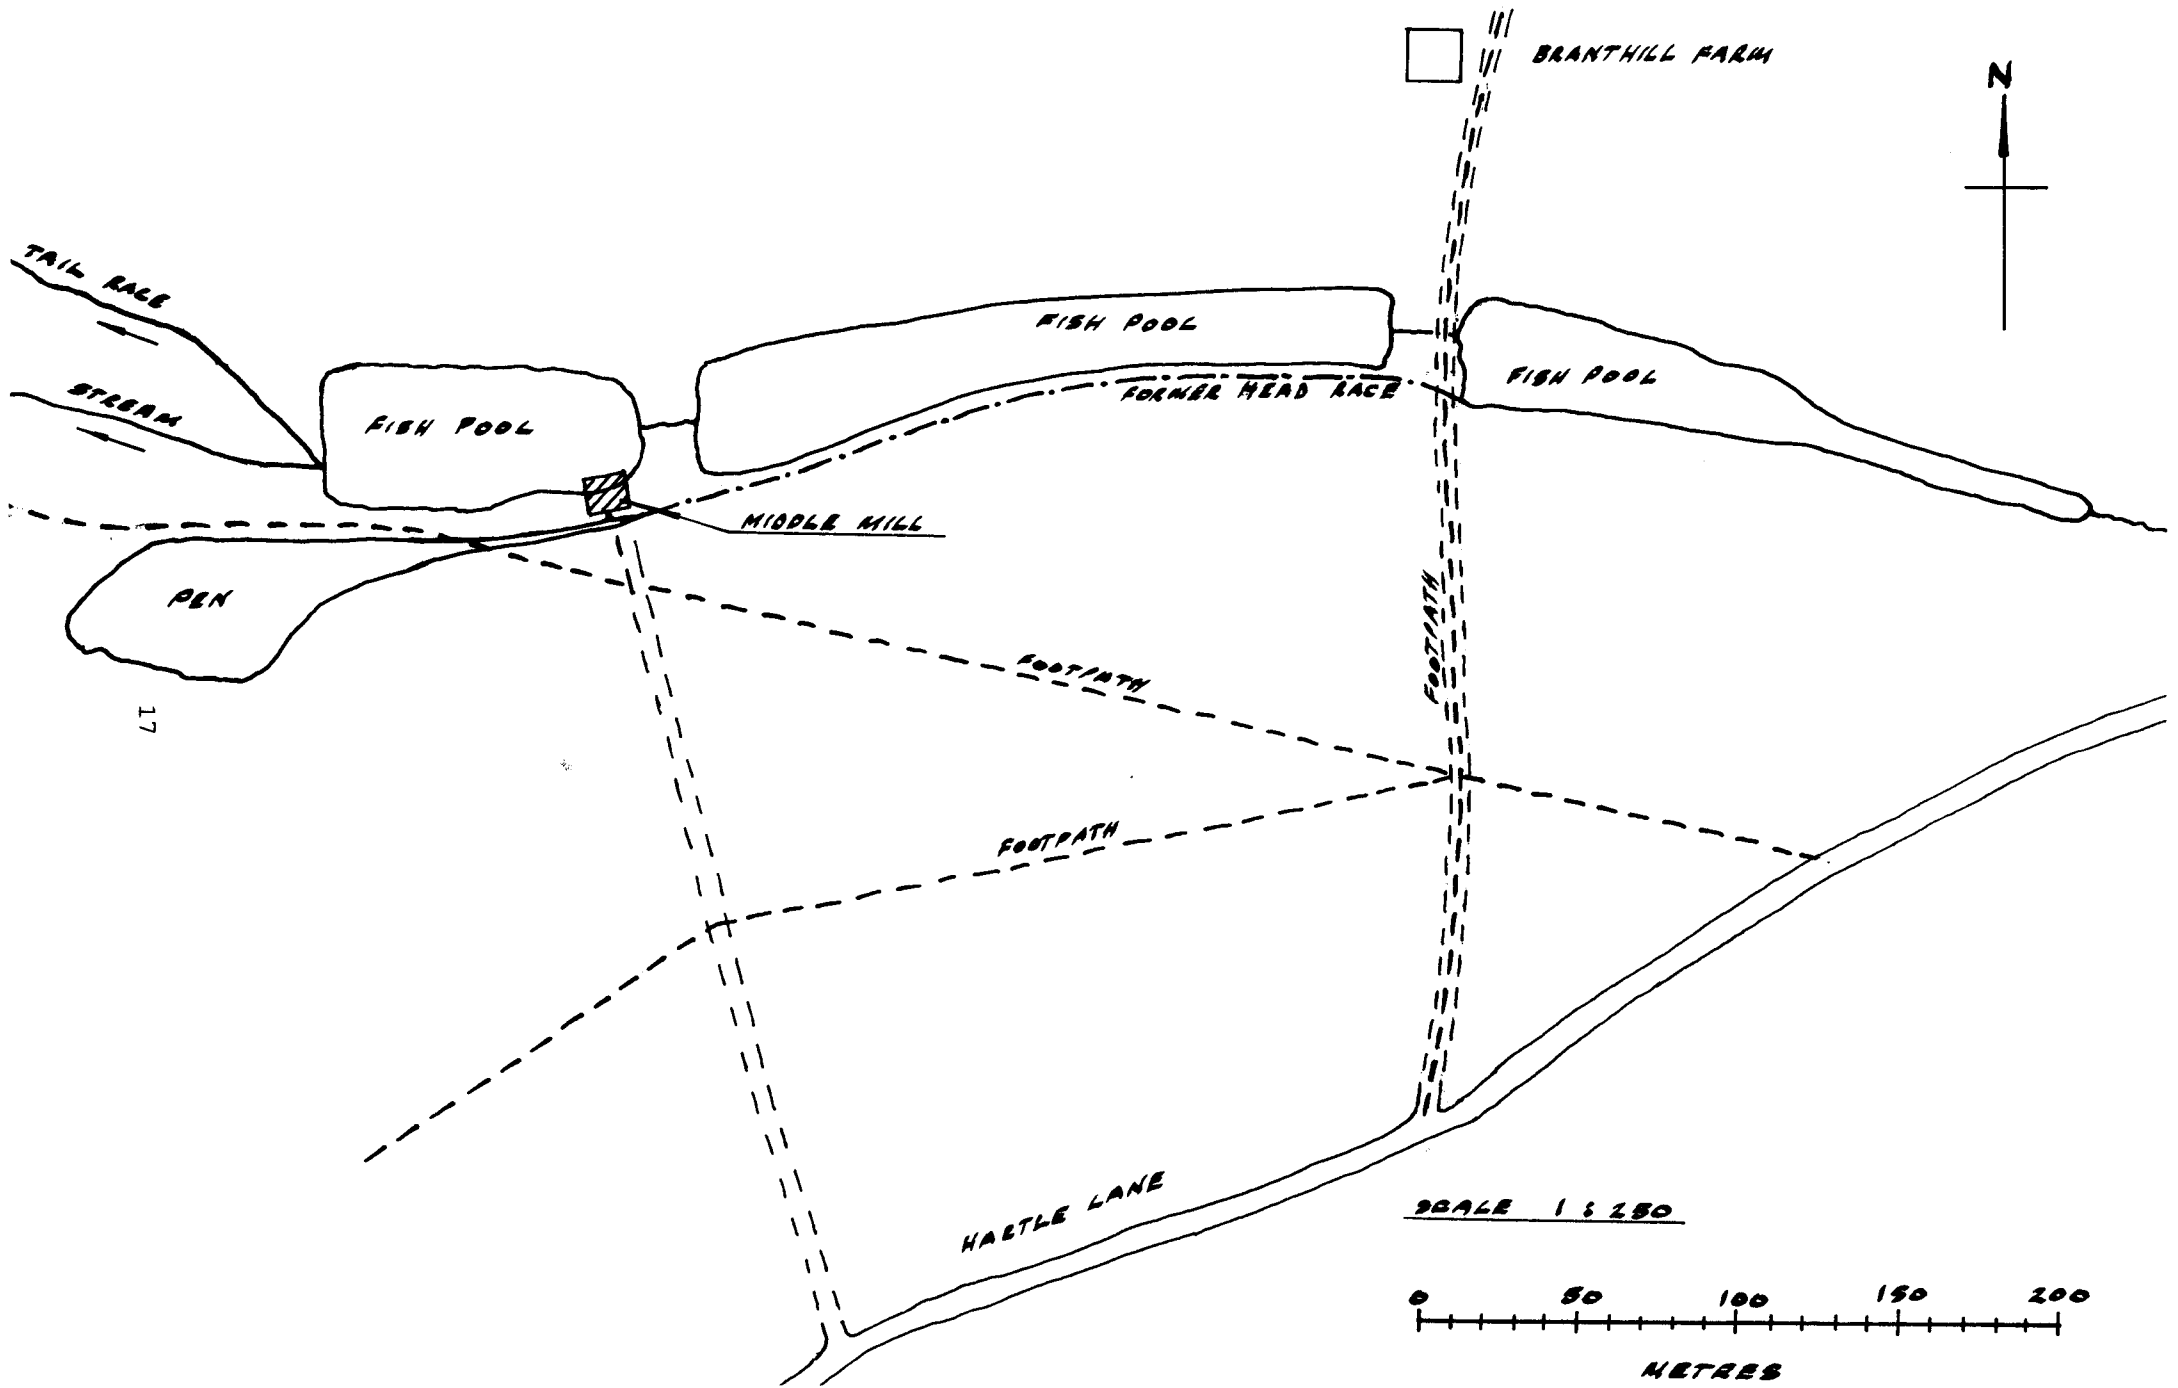 BRANTHILL FARM
N
TAIL RACE
FISH POOL
STREAM
FISH POOL
FORMER HEAD RACE
FISH POOL
MIDDLE MILL
PEN
FOOTPATH
FOOTPATH
17
FOOTPATH
HARTLE LANE
SCALE 1 : 250
0 50 100 150 200
METRES